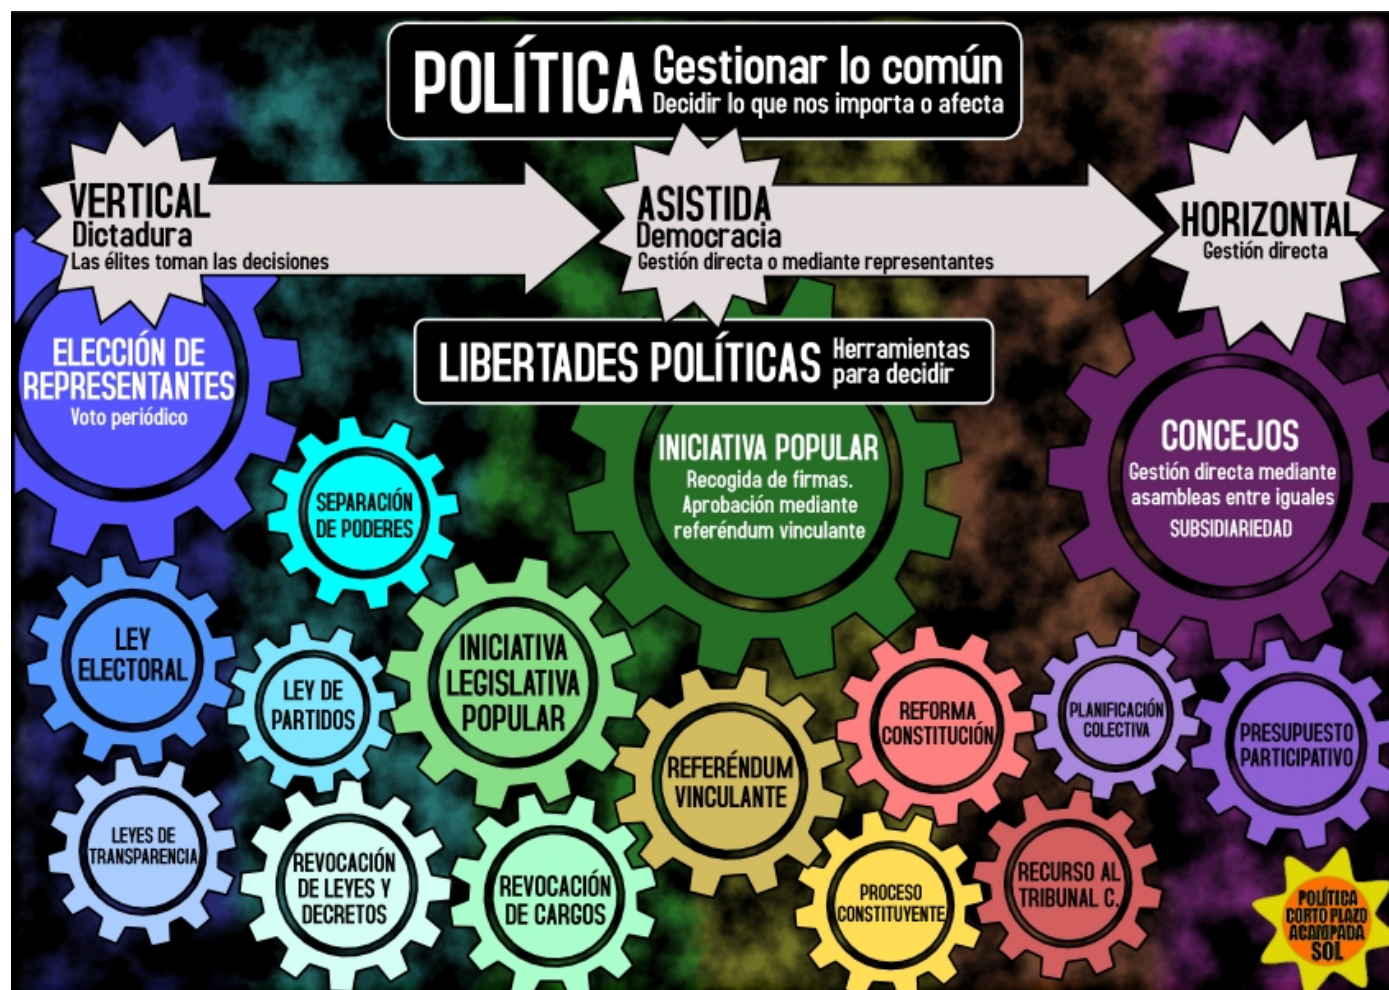 POLÍTICA
Gestionar lo común
Decidir lo que nos importa o afecta
VERTICAL
Dictadura
Las élites toman las decisiones
ASISTIDA
Democracia
Gestión directa o mediante representantes
HORIZONTAL
Gestión directa
LIBERTADES POLÍTICAS
Herramientas
para decidir
ELECCIÓN DE
REPRESENTANTES
Voto periódico
SEPARACIÓN
DE PODERES
INICIATIVA POPULAR
Recogida de firmas.
Aprobación mediante
referéndum vinculante
CONCEJOS
Gestión directa mediante
asambleas entre iguales
SUBSIDIARIEDAD
LEY
ELECTORAL
LEY DE
PARTIDOS
INICIATIVA
LEGISLATIVA
POPULAR
REFERÉNDUM
VINCULANTE
REFORMA
CONSTITUCIÓN
PLANIFICACIÓN
COLECTIVA
PRESUPUESTO
PARTICIPATIVO
LEYES DE
TRANSPARENCIA
REVOCACIÓN
DE LEYES Y
DECRETOS
REVOCACIÓN
DE CARGOS
PROCESO
CONSTITUYENTE
RECURSO AL
TRIBUNAL C.
POLÍTICA
CORTO PLAZO
ACAMPADA
SOL